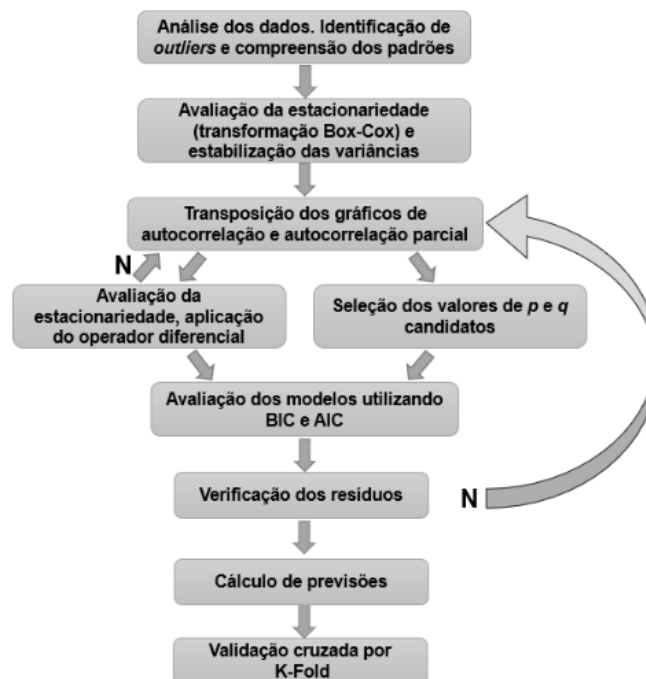 Análise dos dados. Identificação de
outliers e compreensão dos padrões
Avaliação da estacionariedade
(transformação Box-Cox) e
estabilização das variâncias
Transposição dos gráficos de
autocorrelação e autocorrelação parcial
N
Avaliação da
estacionariedade, aplicação
do operador diferencial
Seleção dos valores de p e q
candidatos
Avaliação dos modelos utilizando
BIC e AIC
Verificação dos resíduos
N
Cálculo de previsões
Validação cruzada por
K-Fold